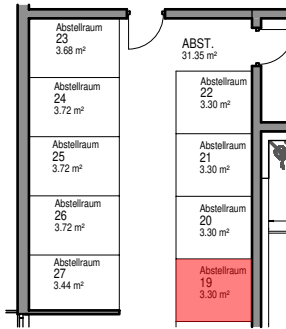 Abstellraum
23
3.68 m²
Abstellraum
24
3.72 m²
Abstellraum
25
3.72 m²
Abstellraum
26
3.72 m²
Abstellraum
27
3.44 m²
ABST.
31.35 m²
Abstellraum
22
3.30 m²
Abstellraum
21
3.30 m²
Abstellraum
20
3.30 m²
Abstellraum
19
3.30 m²